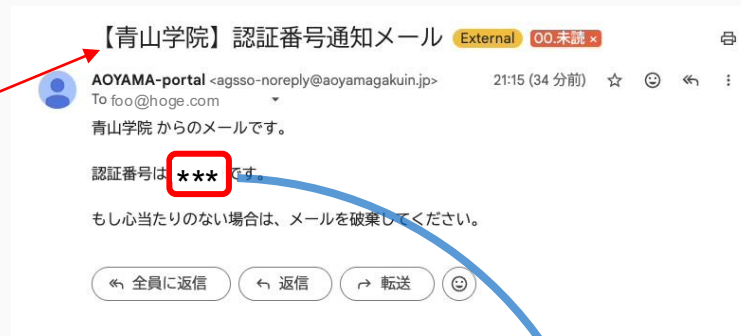 【青山学院】認証番号通知メール External 00.未読 ×
AOYAMA-portal <agsso-noreply@aoyamagakuin.jp> 21:15 (34 分前)
To foo@hoge.com
青山学院 からのメールです。
認証番号は *** です。
もし心当たりのない場合は、メールを破棄してください。
全員に返信 返信 転送